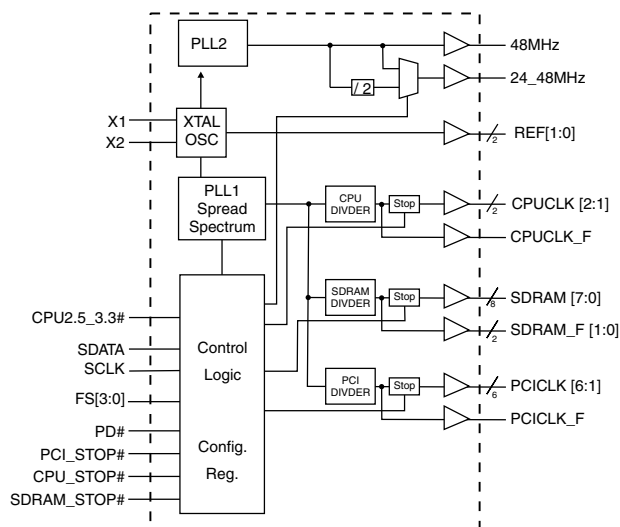 PLL2
48MHz
/ 2
24_48MHz
X1
X2
XTAL
OSC
2
REF[1:0]
PLL1
Spread
Spectrum
CPU
DIVDER
Stop
2
CPUCLK [2:1]
CPUCLK_F
SDRAM
DIVDER
Stop
8
SDRAM [7:0]
2
SDRAM_F [1:0]
PCI
DIVDER
Stop
6
PCICLK [6:1]
PCICLK_F
Control
Logic
Config.
Reg.
CPU2.5_3.3#
SDATA
SCLK
FS[3:0]
PD#
PCI_STOP#
CPU_STOP#
SDRAM_STOP#